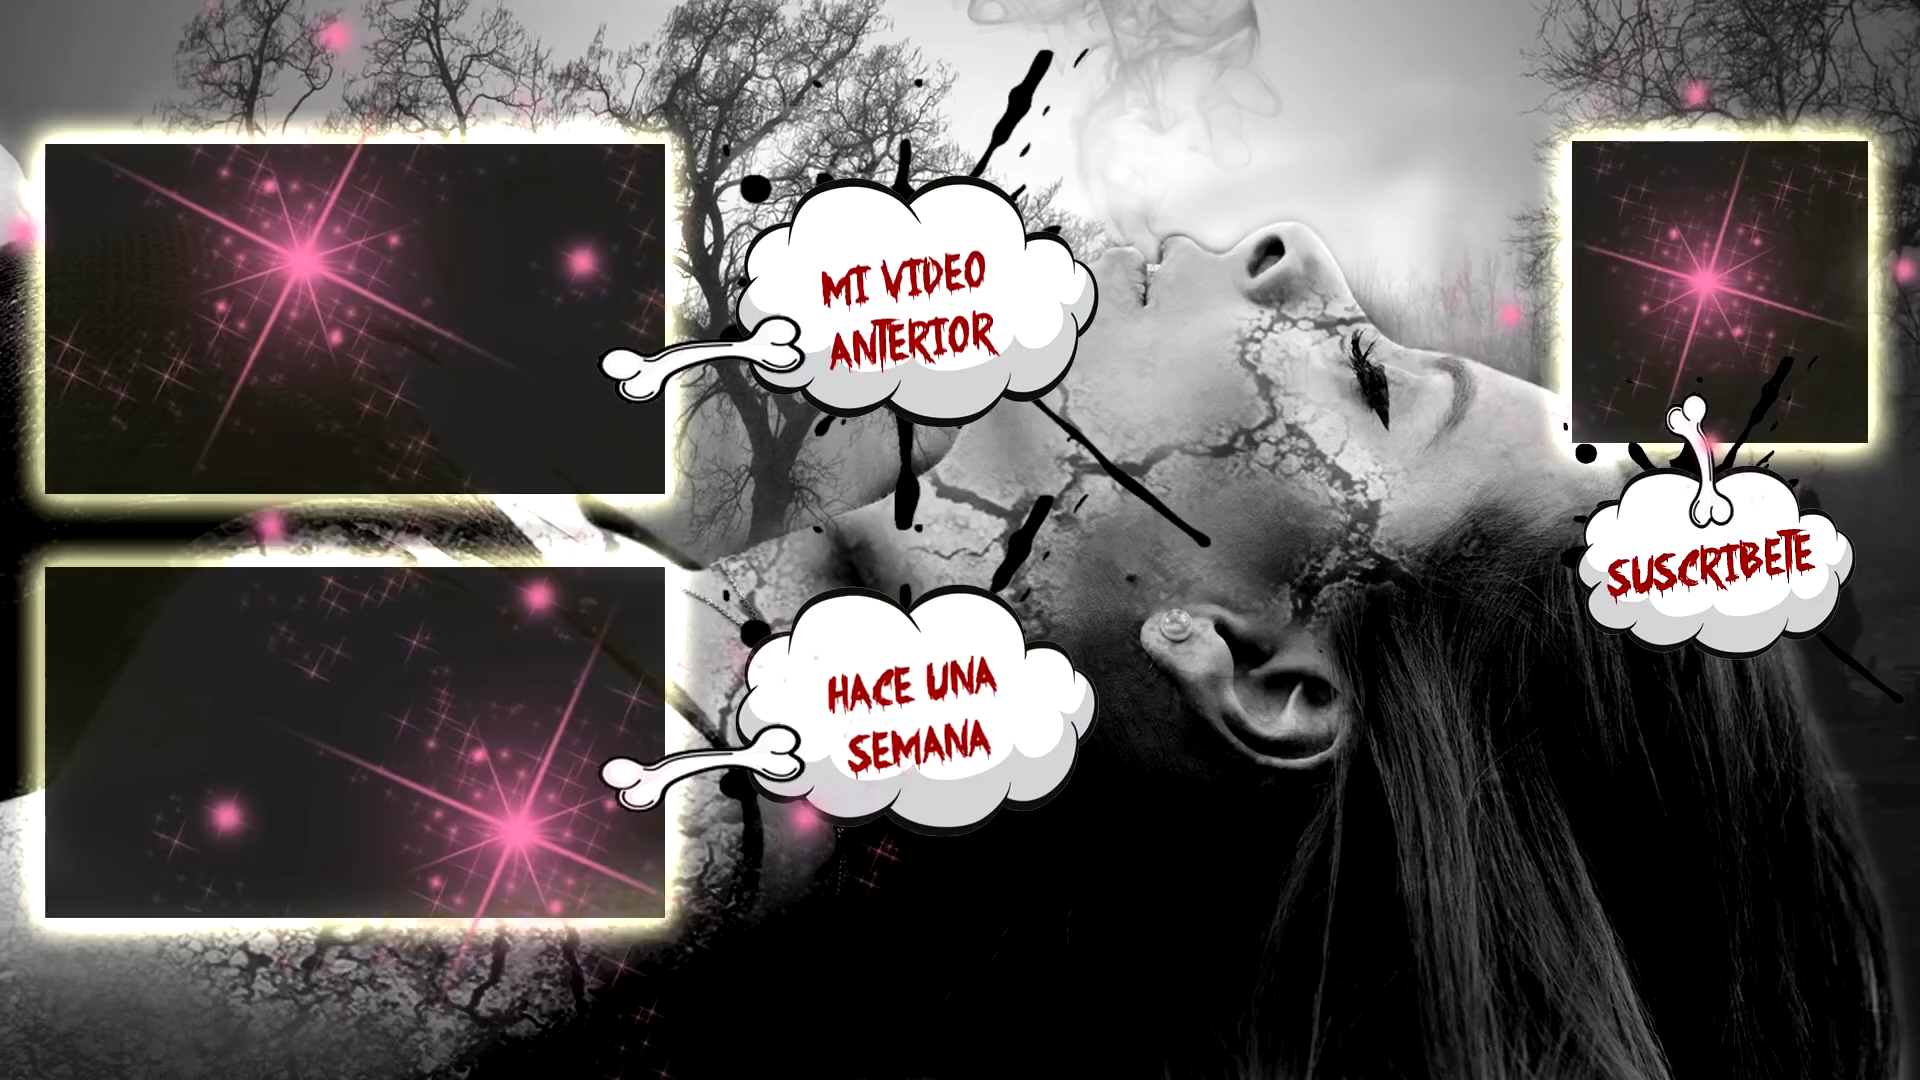 MI VIDEO
ANTERIOR
HACE UNA
SEMANA
SUSCRIBETE